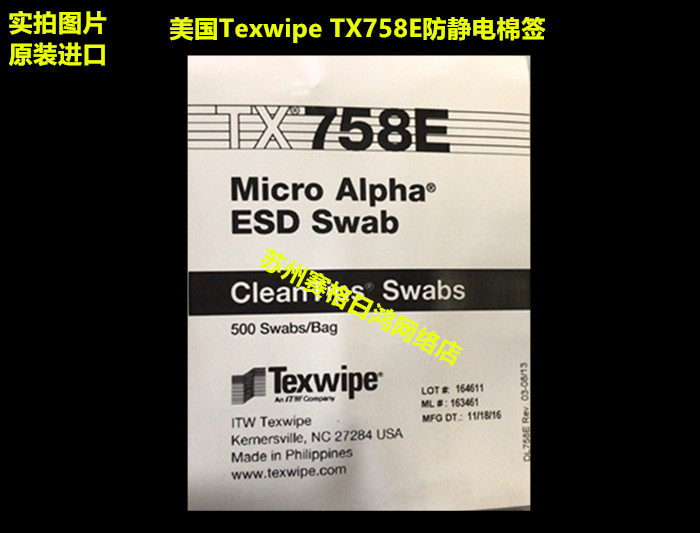 实拍图片
原装进口
美国Texwipe TX758E防静电棉签
TX® 758E
Micro Alpha®
ESD Swab
CleanTips® Swabs
苏州赛格白鸿网络店
500 Swabs/Bag
Texwipe®
An ITW Company
ITW Texwipe
Kernersville, NC 27284 USA
Made in Philippines
www.texwipe.com
LOT #: 164611
ML #: 163461
MFG DT.: 11/18/16
DL758E Rev. 03-08/13